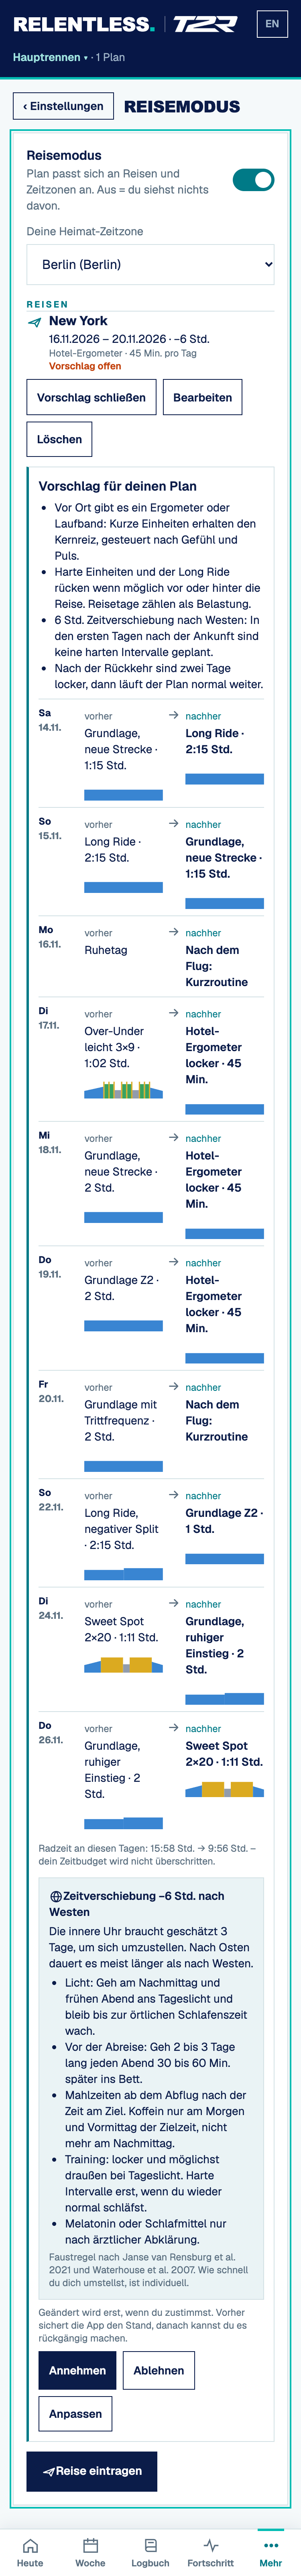 RELENTLESS. T2R EN
Hauptrennen ▾ · 1 Plan
‹ Einstellungen REISEMODUS
Reisemodus
Plan passt sich an Reisen und
Zeitzonen an. Aus = du siehst nichts
davon.
Deine Heimat-Zeitzone
Berlin (Berlin)
REISEN
New York
16.11.2026 – 20.11.2026 · −6 Std.
Hotel-Ergometer · 45 Min. pro Tag
Vorschlag offen
Vorschlag schließen Bearbeiten
Löschen
Vorschlag für deinen Plan
• Vor Ort gibt es ein Ergometer oder
Laufband: Kurze Einheiten erhalten den
Kernreiz, gesteuert nach Gefühl und
Puls.
• Harte Einheiten und der Long Ride
rücken wenn möglich vor oder hinter die
Reise. Reisetage zählen als Belastung.
• 6 Std. Zeitverschiebung nach Westen: In
den ersten Tagen nach der Ankunft sind
keine harten Intervalle geplant.
• Nach der Rückkehr sind zwei Tage
locker, dann läuft der Plan normal weiter.
Sa
14.11.
vorher
Grundlage,
neue Strecke ·
1:15 Std.
→ nachher
Long Ride ·
2:15 Std.
So
15.11.
vorher
Long Ride ·
2:15 Std.
→ nachher
Grundlage,
neue Strecke ·
1:15 Std.
Mo
16.11.
vorher
Ruhetag
→ nachher
Nach dem
Flug:
Kurzroutine
Di
17.11.
vorher
Over-Under
leicht 3×9 ·
1:02 Std.
→ nachher
Hotel-
Ergometer
locker · 45
Min.
Mi
18.11.
vorher
Grundlage,
neue Strecke ·
2 Std.
→ nachher
Hotel-
Ergometer
locker · 45
Min.
Do
19.11.
vorher
Grundlage Z2 ·
2 Std.
→ nachher
Hotel-
Ergometer
locker · 45
Min.
Fr
20.11.
vorher
Grundlage mit
Trittfrequenz ·
2 Std.
→ nachher
Nach dem
Flug:
Kurzroutine
So
22.11.
vorher
Long Ride,
negativer Split
· 2:15 Std.
→ nachher
Grundlage Z2 ·
1 Std.
Di
24.11.
vorher
Sweet Spot
2×20 · 1:11 Std.
→ nachher
Grundlage,
ruhiger
Einstieg · 2
Std.
Do
26.11.
vorher
Grundlage,
ruhiger
Einstieg · 2
Std.
→ nachher
Sweet Spot
2×20 · 1:11 Std.
Radzeit an diesen Tagen: 15:58 Std. → 9:56 Std. –
dein Zeitbudget wird nicht überschritten.
Zeitverschiebung −6 Std. nach
Westen
Die innere Uhr braucht geschätzt 3
Tage, um sich umzustellen. Nach Osten
dauert es meist länger als nach Westen.
• Licht: Geh am Nachmittag und
frühen Abend ans Tageslicht und
bleib bis zur örtlichen Schlafenszeit
wach.
• Vor der Abreise: Geh 2 bis 3 Tage
lang jeden Abend 30 bis 60 Min.
später ins Bett.
• Mahlzeiten ab dem Abflug nach der
Zeit am Ziel. Koffein nur am Morgen
und Vormittag der Zielzeit, nicht
mehr am Nachmittag.
• Training: locker und möglichst
draußen bei Tageslicht. Harte
Intervalle erst, wenn du wieder
normal schläfst.
• Melatonin oder Schlafmittel nur
nach ärztlicher Abklärung.
Faustregel nach Janse van Rensburg et al.
2021 und Waterhouse et al. 2007. Wie schnell
du dich umstellst, ist individuell.
Geändert wird erst, wenn du zustimmst. Vorher
sichert die App den Stand, danach kannst du es
rückgängig machen.
Annehmen Ablehnen
Anpassen
Reise eintragen
Heute Woche Logbuch Fortschritt Mehr